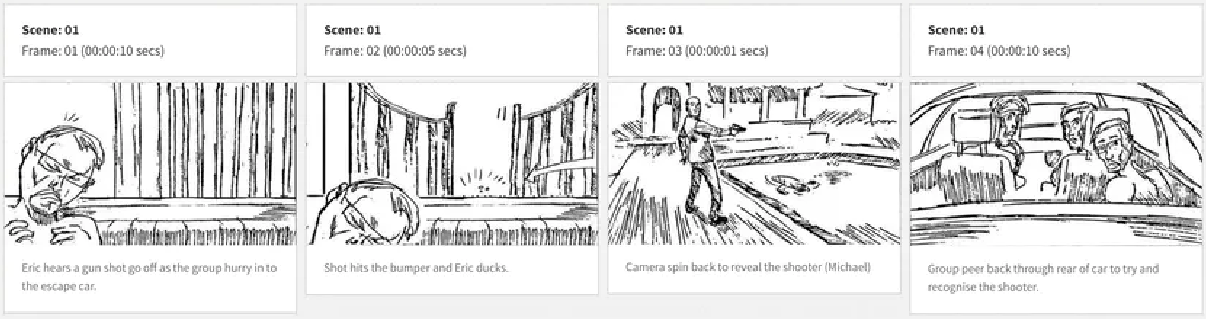 Scene: 01
Frame: 01 (00:00:10 secs)
Eric hears a gun shot go off as the group hurry in to
the escape car.
Scene: 01
Frame: 02 (00:00:05 secs)
Shot hits the bumper and Eric ducks.
Scene: 01
Frame: 03 (00:00:01 secs)
Camera spin back to reveal the shooter (Michael)
Scene: 01
Frame: 04 (00:00:10 secs)
Group peer back through rear of car to try and
recognise the shooter.